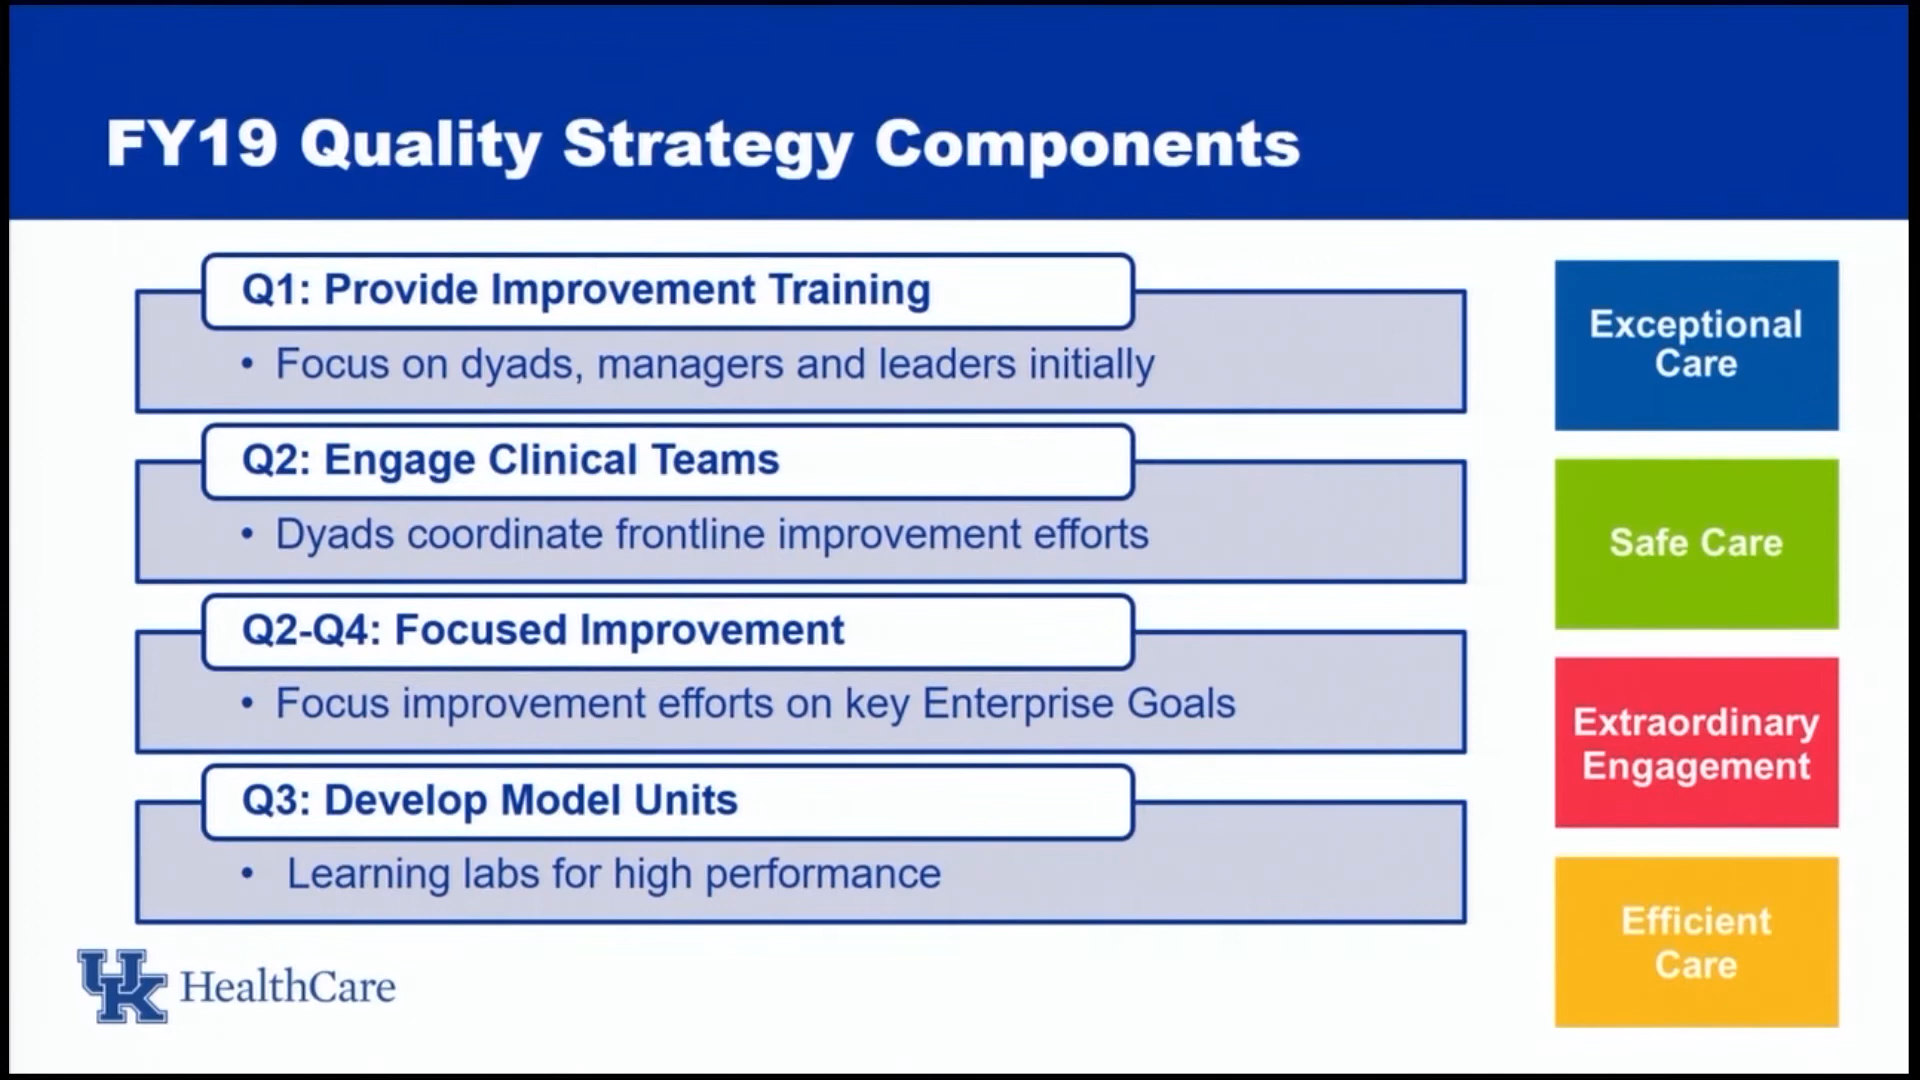 FY19 Quality Strategy Components
Q1: Provide Improvement Training
• Focus on dyads, managers and leaders initially
Q2: Engage Clinical Teams
• Dyads coordinate frontline improvement efforts
Q2-Q4: Focused Improvement
• Focus improvement efforts on key Enterprise Goals
Q3: Develop Model Units
• Learning labs for high performance
Exceptional
Care
Safe Care
Extraordinary
Engagement
Efficient
Care
UK HealthCare